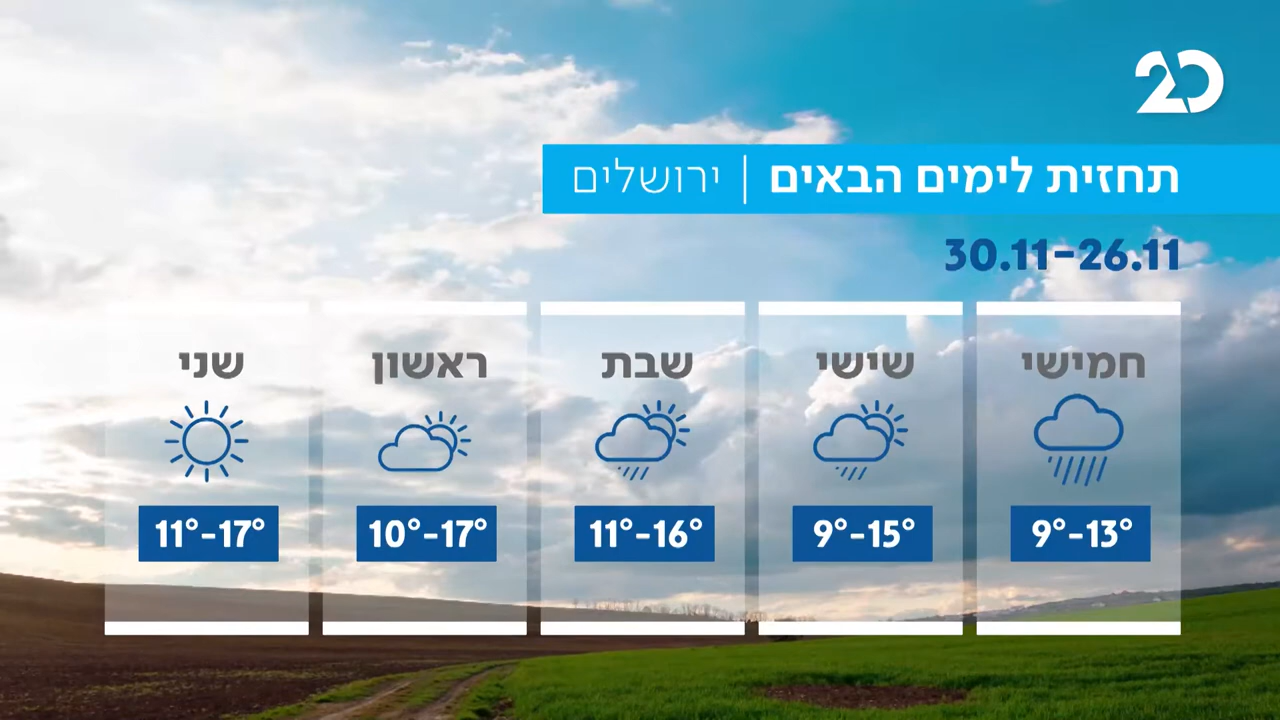 20
תחזית לימים הבאים | ירושלים
30.11-26.11
חמישי
9°-13°
שישי
9°-15°
שבת
11°-16°
ראשון
10°-17°
שני
11°-17°